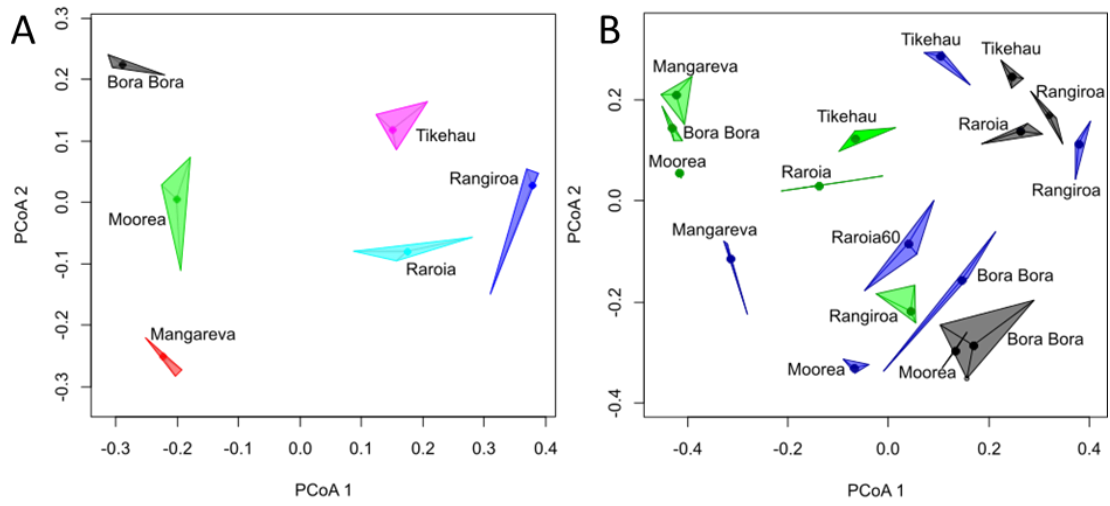 A
0.3
0.2
0.1
0.0
-0.1
-0.2
-0.3
PCoA 2
Bora Bora
Tikehau
Rangiroa
Moorea
Raroia
Mangareva
-0.3
-0.2
-0.1
0.0
0.1
0.2
0.3
0.4
PCoA 1
B
0.2
0.0
-0.2
-0.4
PCoA 2
Tikehau
Tikehau
Mangareva
Rangiroa
Tikehau
Raroia
Bora Bora
Moorea
Raroia
Rangiroa
Mangareva
Raroia60
Bora Bora
Rangiroa
Bora Bora
Moorea
Moorea
-0.4
-0.2
0.0
0.2
0.4
PCoA 1